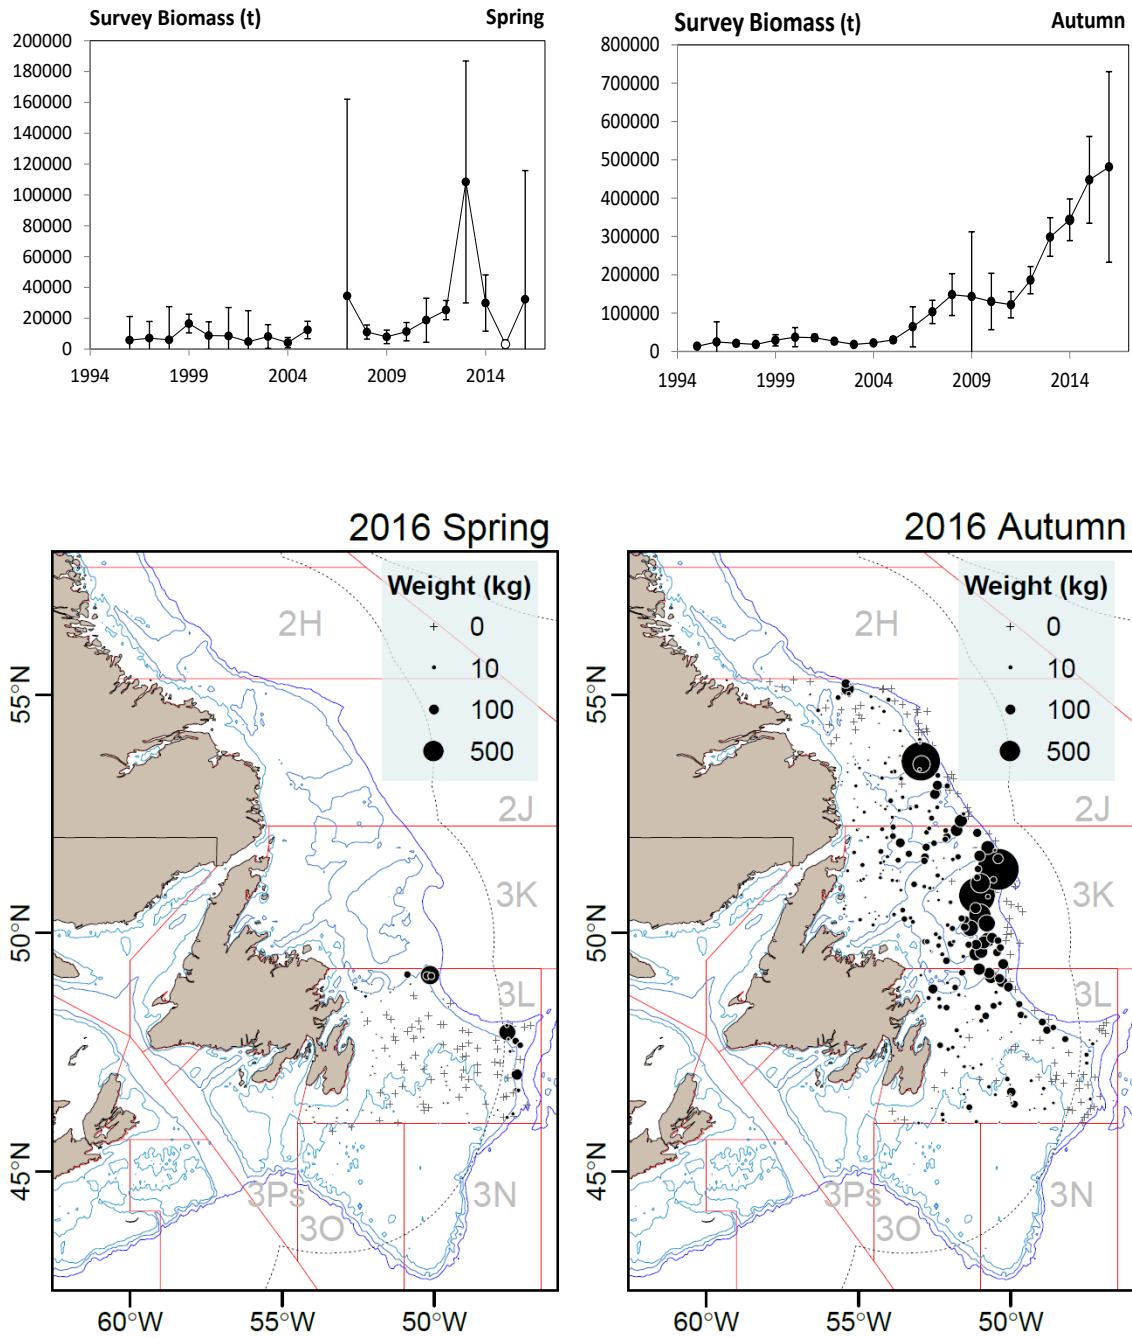 Survey Biomass (t) Spring
200000
180000
160000
140000
120000
100000
80000
60000
40000
20000
0
1994 1999 2004 2009 2014
Survey Biomass (t) Autumn
800000
700000
600000
500000
400000
300000
200000
100000
0
1994 1999 2004 2009 2014
2016 Spring
Weight (kg)
0
10
100
500
2H
2J
3K
3L
3N
3Ps
3O
55°N
50°N
45°N
60°W 55°W 50°W
2016 Autumn
Weight (kg)
0
10
100
500
2H
2J
3K
3L
3N
3Ps
3O
55°N
50°N
45°N
60°W 55°W 50°W